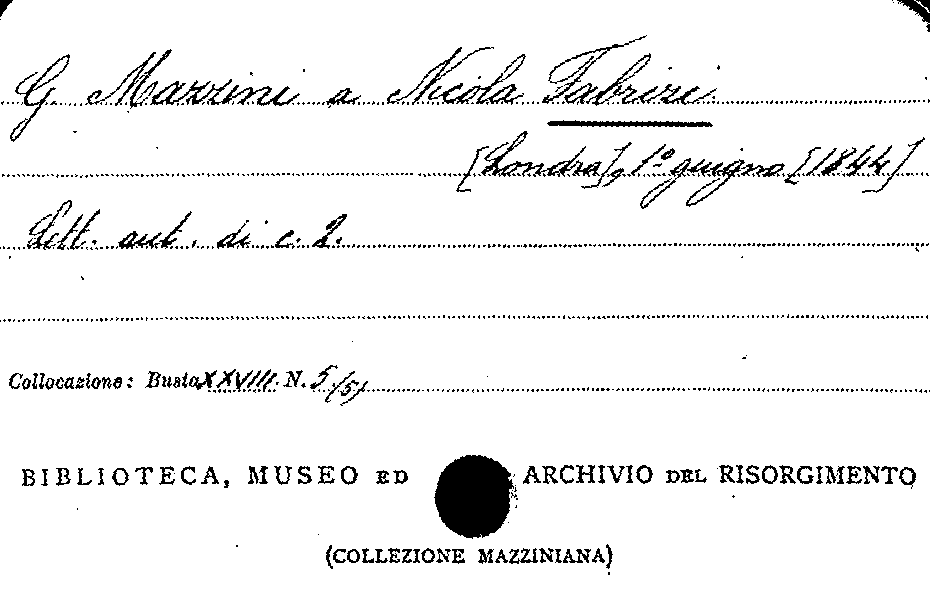 G. Mazzini a Nicola Fabrizi
[Londra], 1º giugno [1844]
Lett. aut. di c. 2.
Collocazione: Busta XXVIII N. 5/(5)
BIBLIOTECA, MUSEO ED ARCHIVIO DEL RISORGIMENTO
(COLLEZIONE MAZZINIANA)